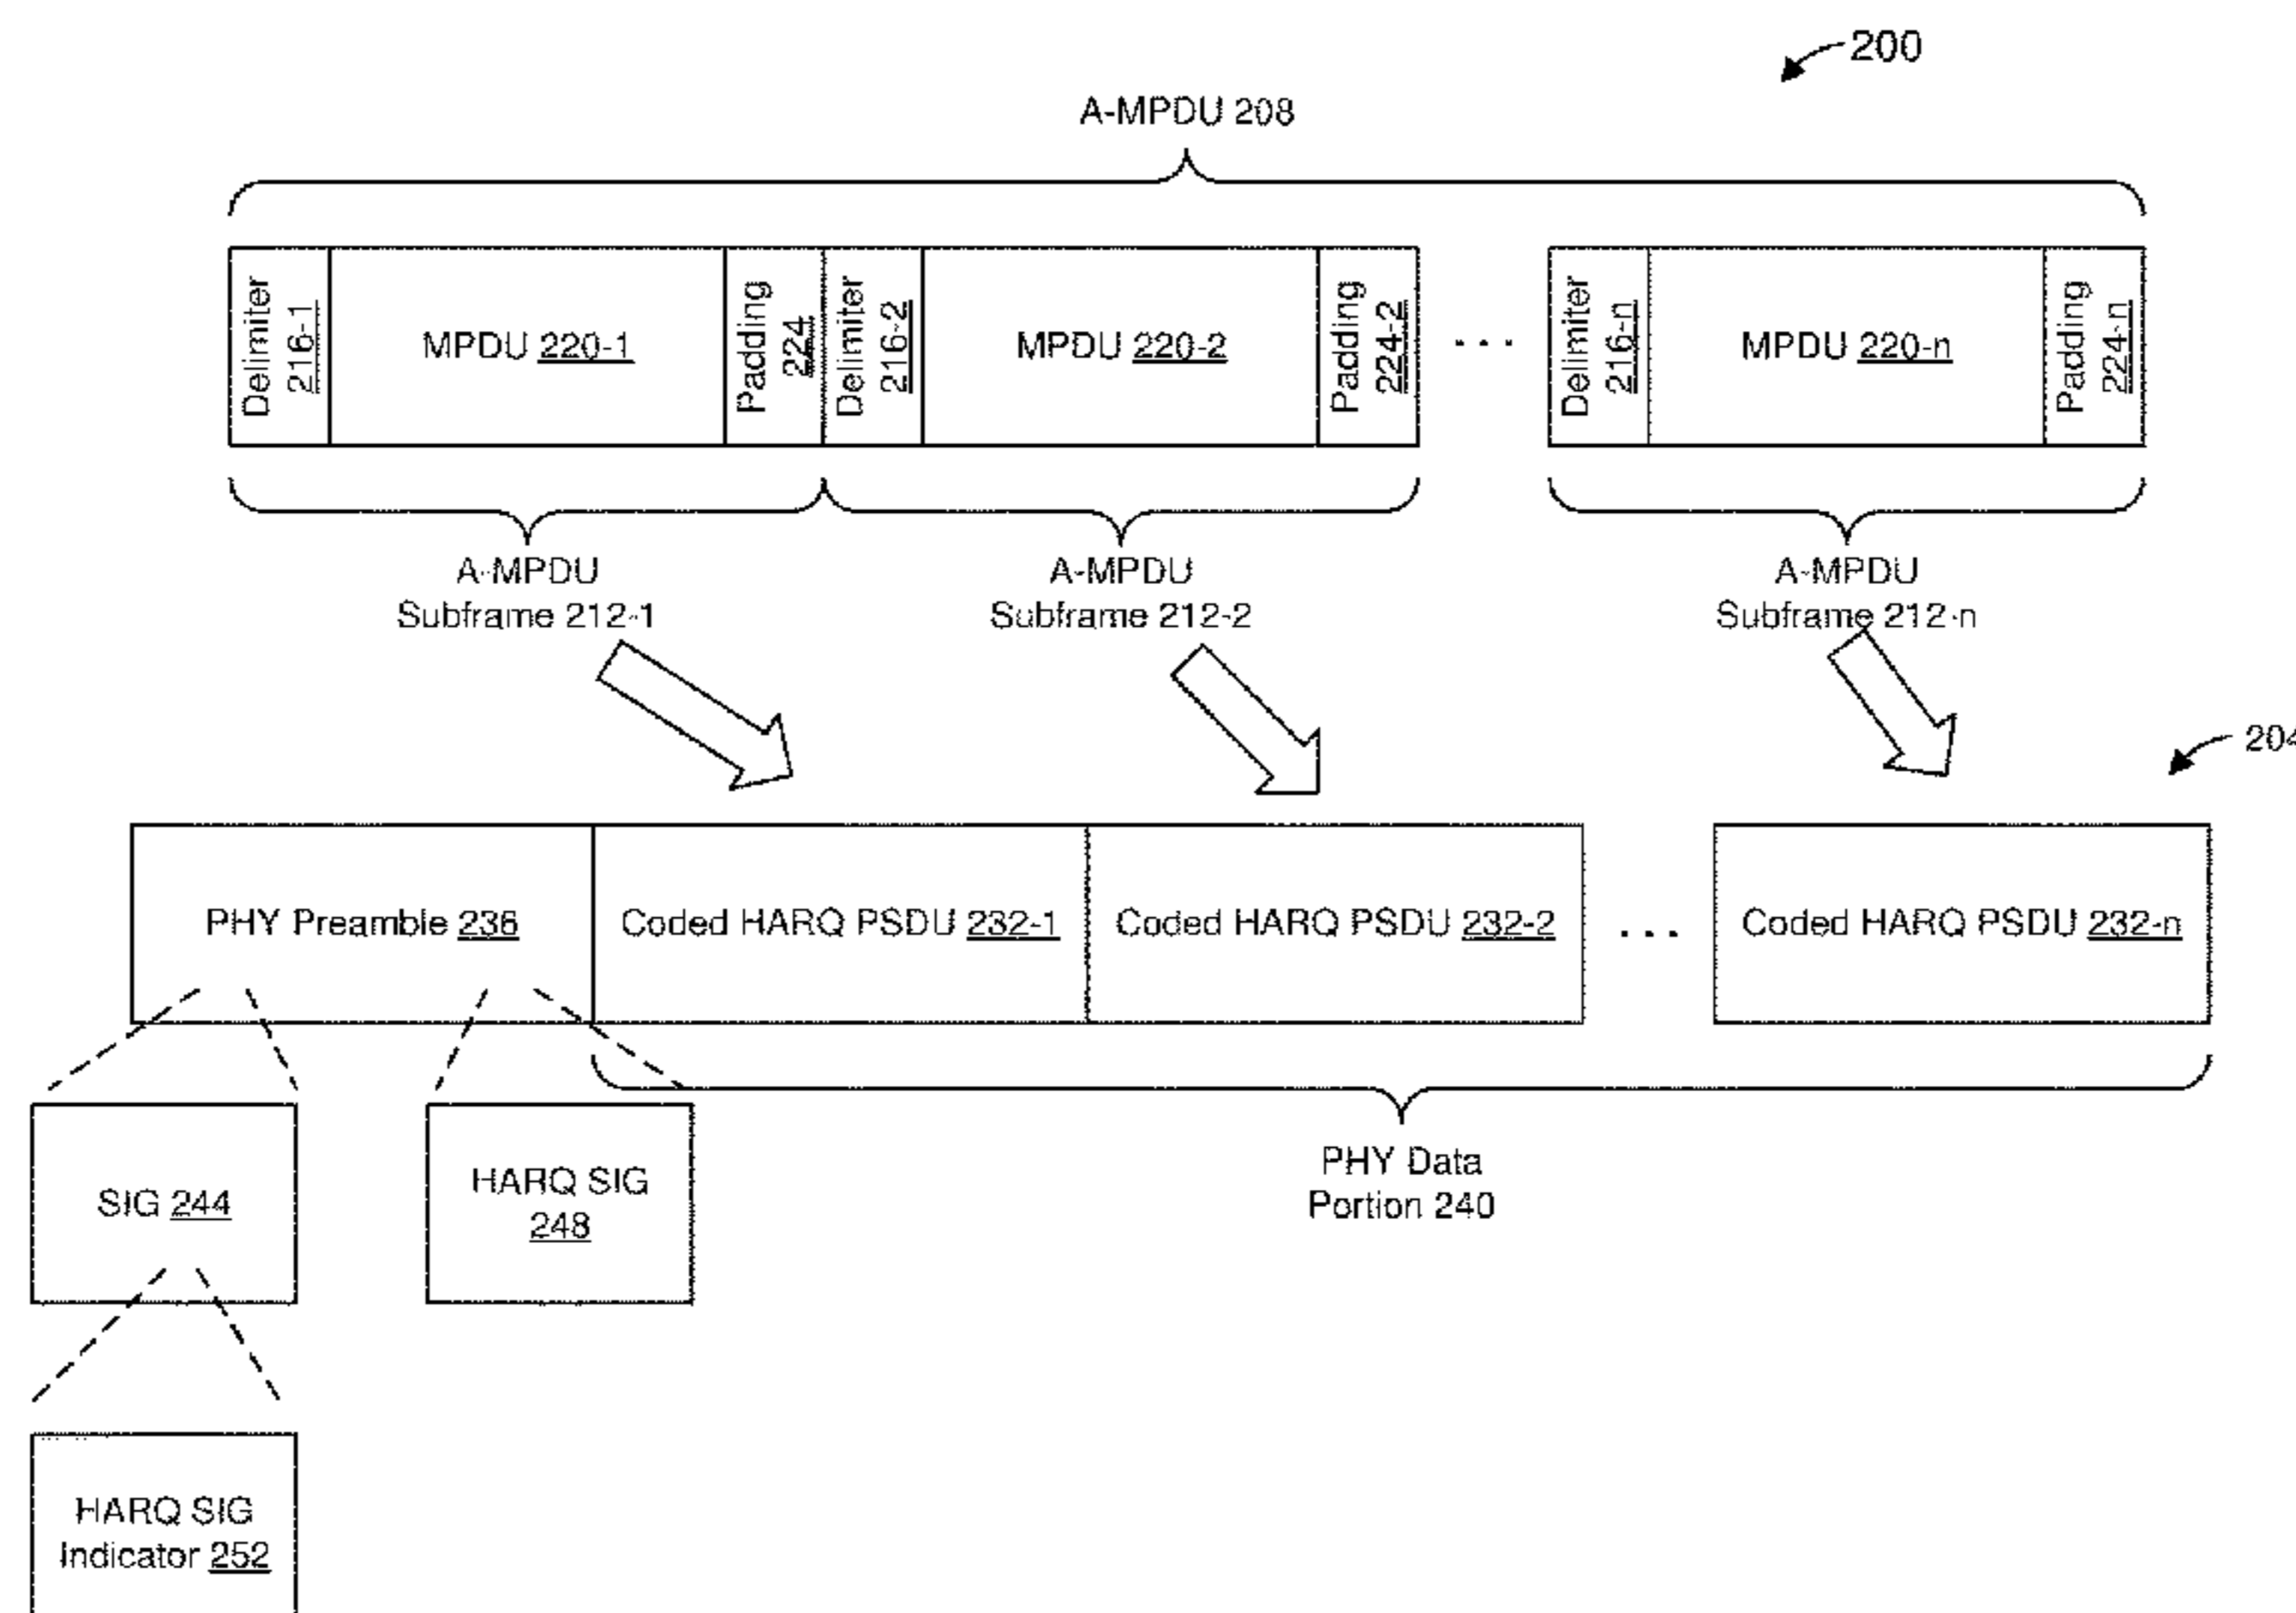 200
A-MPDU 208
Delimiter
216-1
MPDU 220-1
Padding
224
Delimiter
216-2
MPDU 220-2
Padding
224-2
...
Delimiter
216-n
MPDU 220-n
Padding
224-n
A-MPDU
Subframe 212-1
A-MPDU
Subframe 212-2
A-MPDU
Subframe 212-n
204
PHY Preamble 236
Coded HARQ PSDU 232-1
Coded HARQ PSDU 232-2
...
Coded HARQ PSDU 232-n
SIG 244
HARQ SIG
248
PHY Data
Portion 240
HARQ SIG
Indicator 252